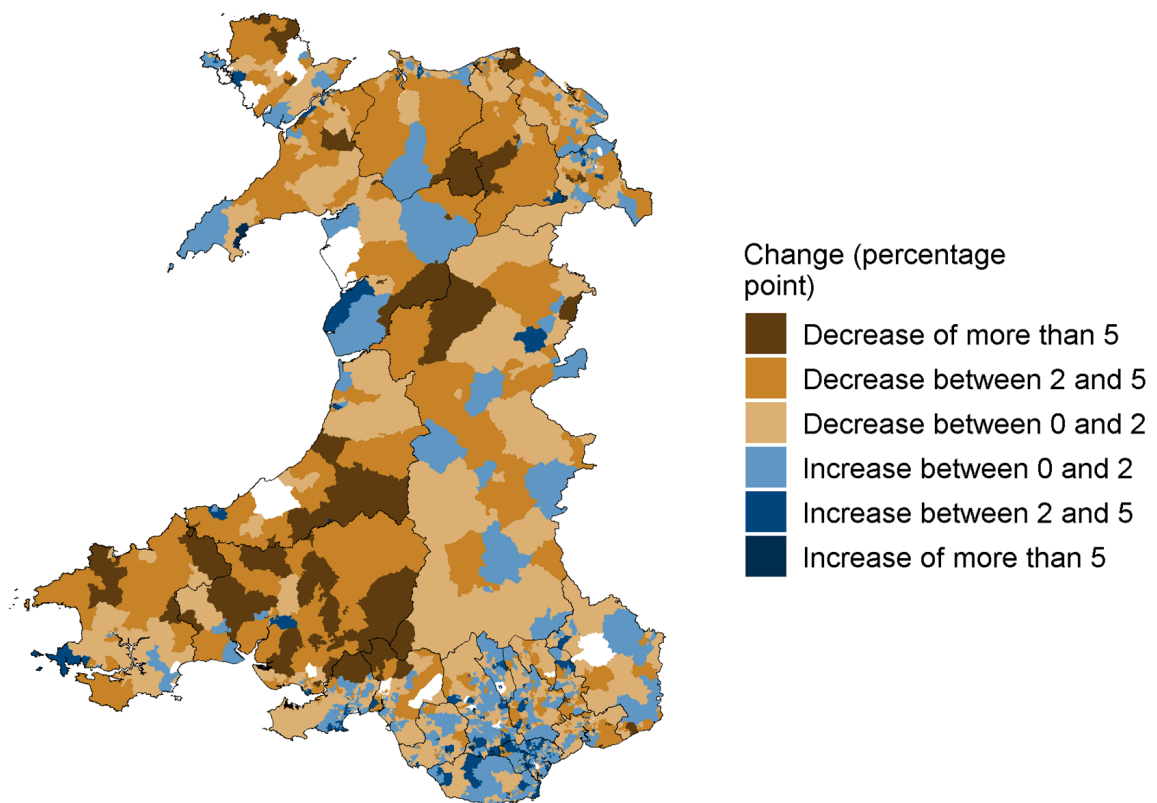 Change (percentage
point)
Decrease of more than 5
Decrease between 2 and 5
Decrease between 0 and 2
Increase between 0 and 2
Increase between 2 and 5
Increase of more than 5